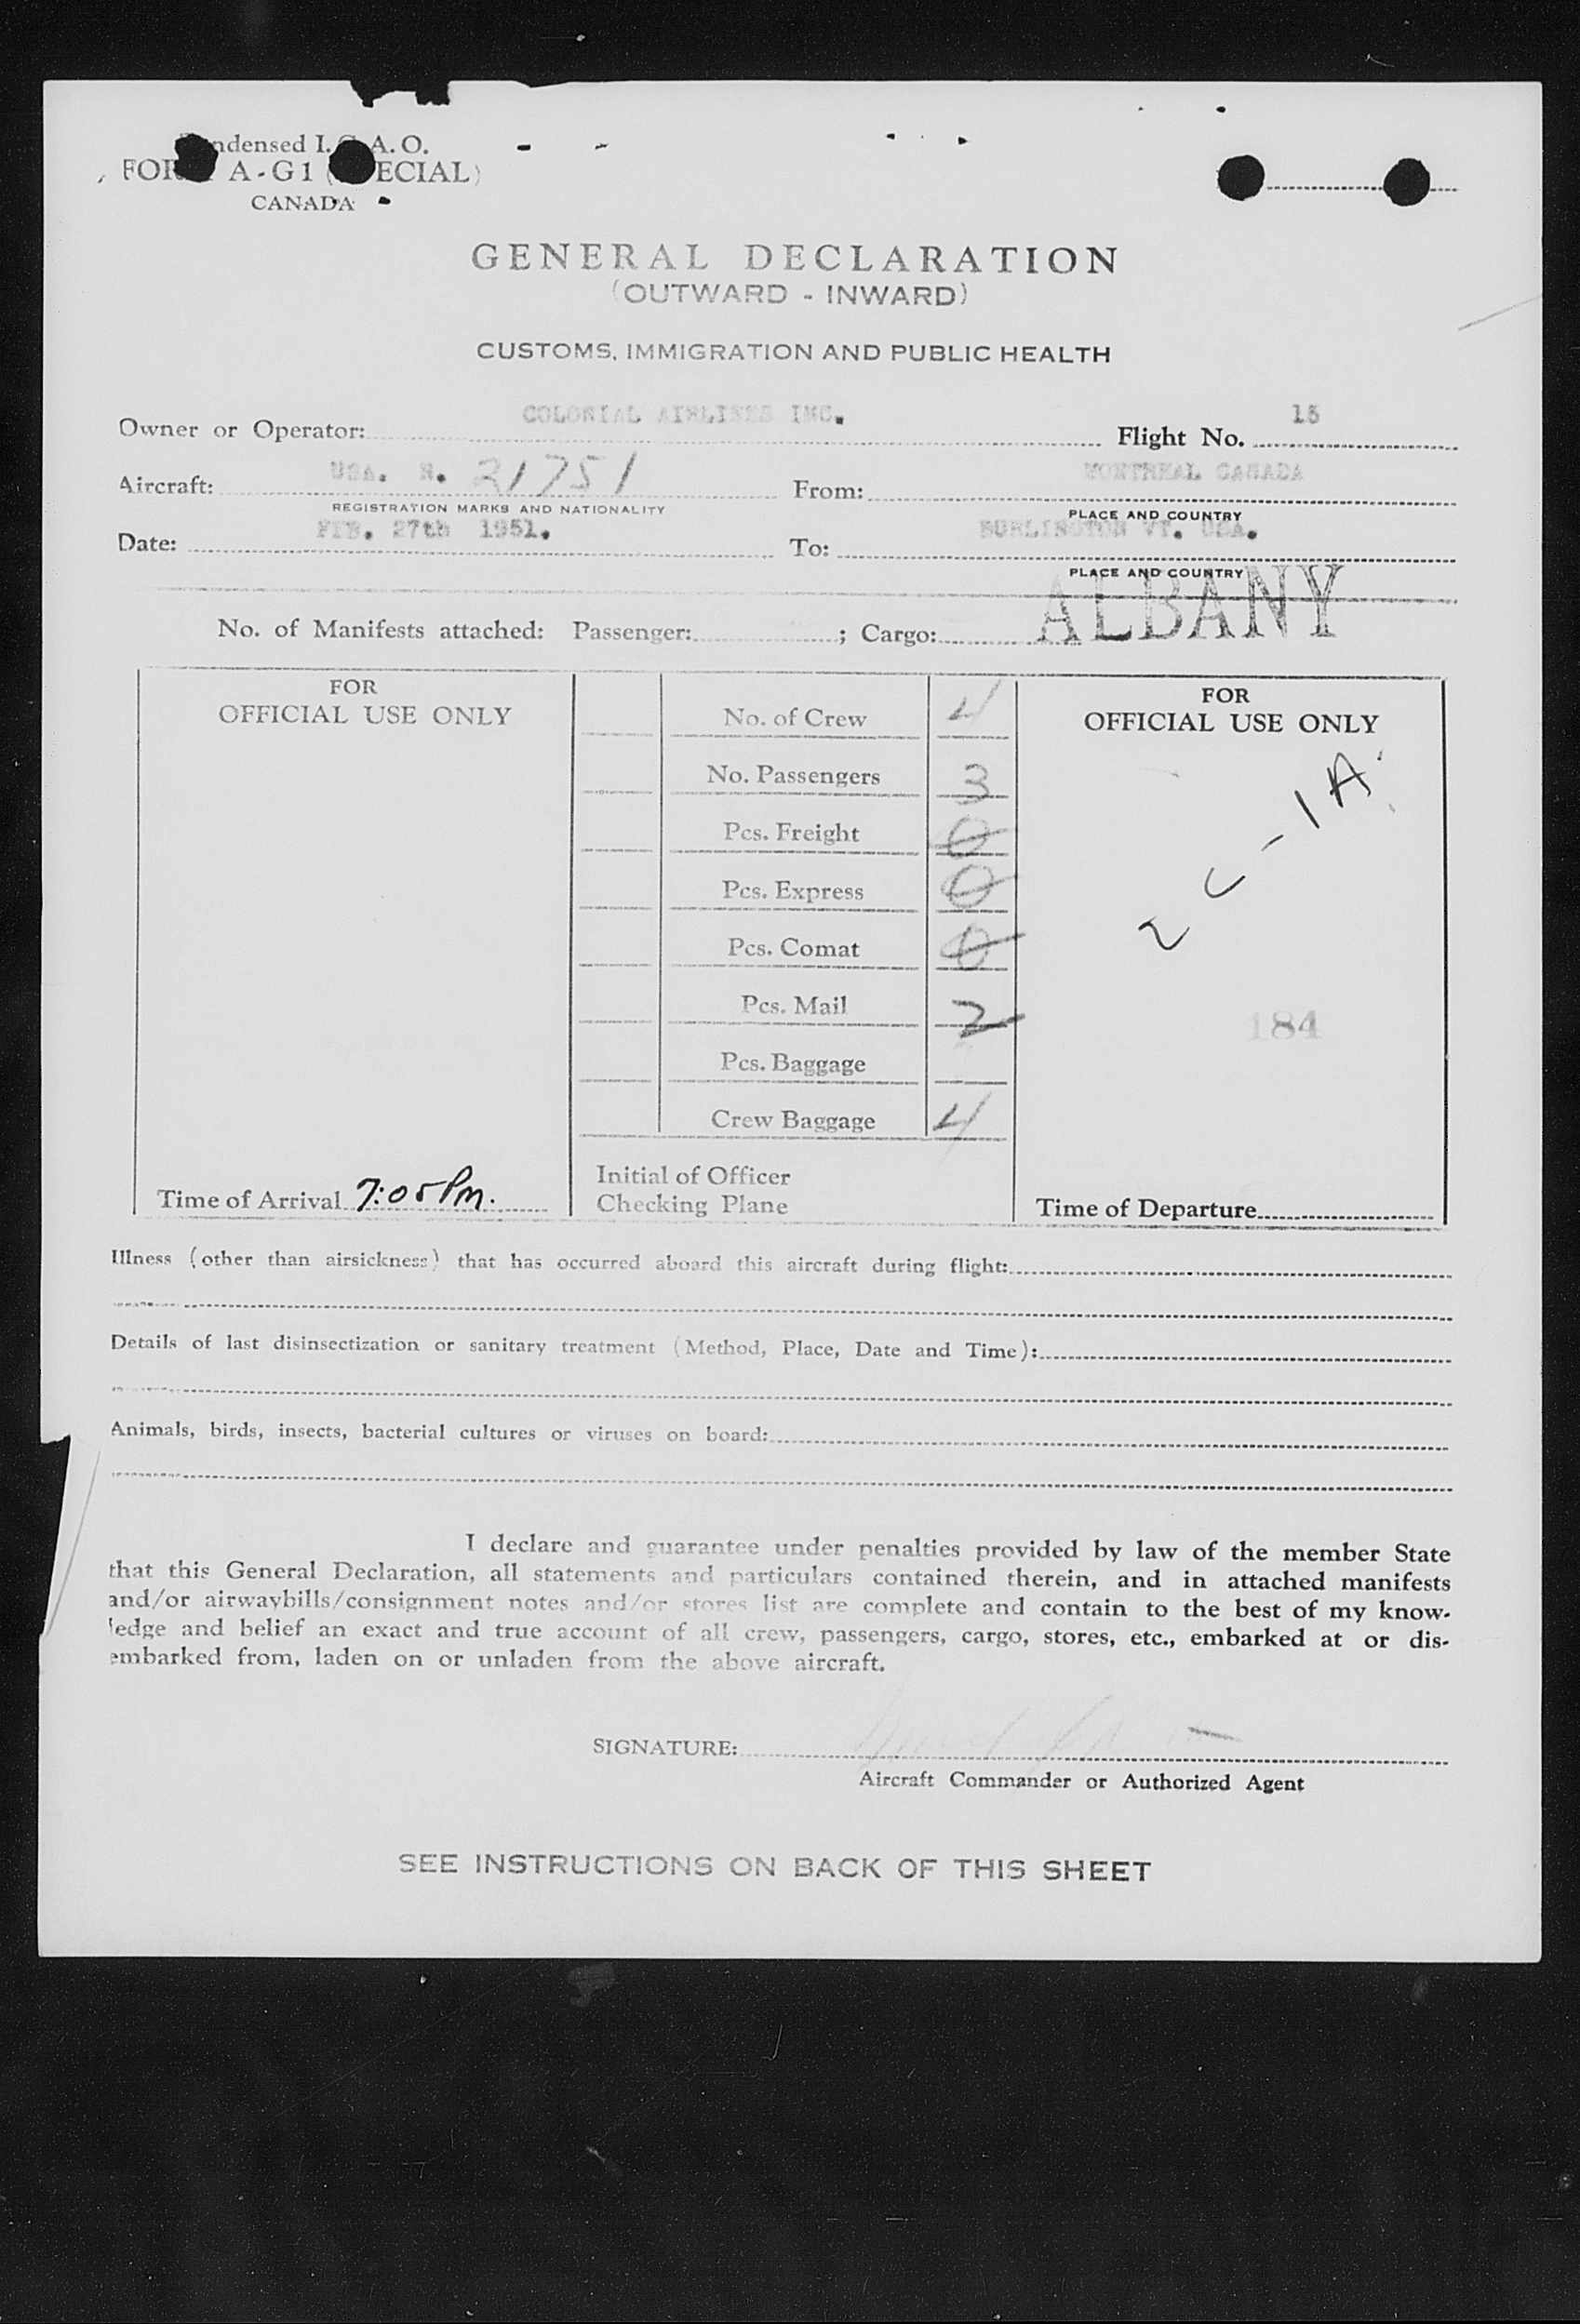 Condensed I.C.A.O.
FORM A-G1 (SPECIAL)
CANADA
GENERAL DECLARATION
(OUTWARD - INWARD)
CUSTOMS, IMMIGRATION AND PUBLIC HEALTH
Owner or Operator: COLONIAL AIRLINES INC. Flight No. 15
Aircraft: USA. N. 21751 From: MONTREAL CANADA
REGISTRATION MARKS AND NATIONALITY PLACE AND COUNTRY
Date: FEB. 27th 1951. To: BURLINGTON VT. USA.
PLACE AND COUNTRY
ALBANY
No. of Manifests attached: Passenger: ; Cargo:
FOR
OFFICIAL USE ONLY
No. of Crew 4
No. Passengers 3
Pcs. Freight 0
Pcs. Express 0
Pcs. Comat 0
Pcs. Mail 2
Pcs. Baggage
Crew Baggage 4
FOR
OFFICIAL USE ONLY
2 C - 1 A
184
Time of Arrival 7:05 PM.
Initial of Officer
Checking Plane
Time of Departure
Illness (other than airsickness) that has occurred aboard this aircraft during flight:
Details of last disinsectization or sanitary treatment (Method, Place, Date and Time):
Animals, birds, insects, bacterial cultures or viruses on board:
I declare and guarantee under penalties provided by law of the member State
that this General Declaration, all statements and particulars contained therein, and in attached manifests
and/or airwaybills/consignment notes and/or stores list are complete and contain to the best of my know-
ledge and belief an exact and true account of all crew, passengers, cargo, stores, etc., embarked at or dis-
embarked from, laden on or unladen from the above aircraft.
SIGNATURE:
Aircraft Commander or Authorized Agent
SEE INSTRUCTIONS ON BACK OF THIS SHEET